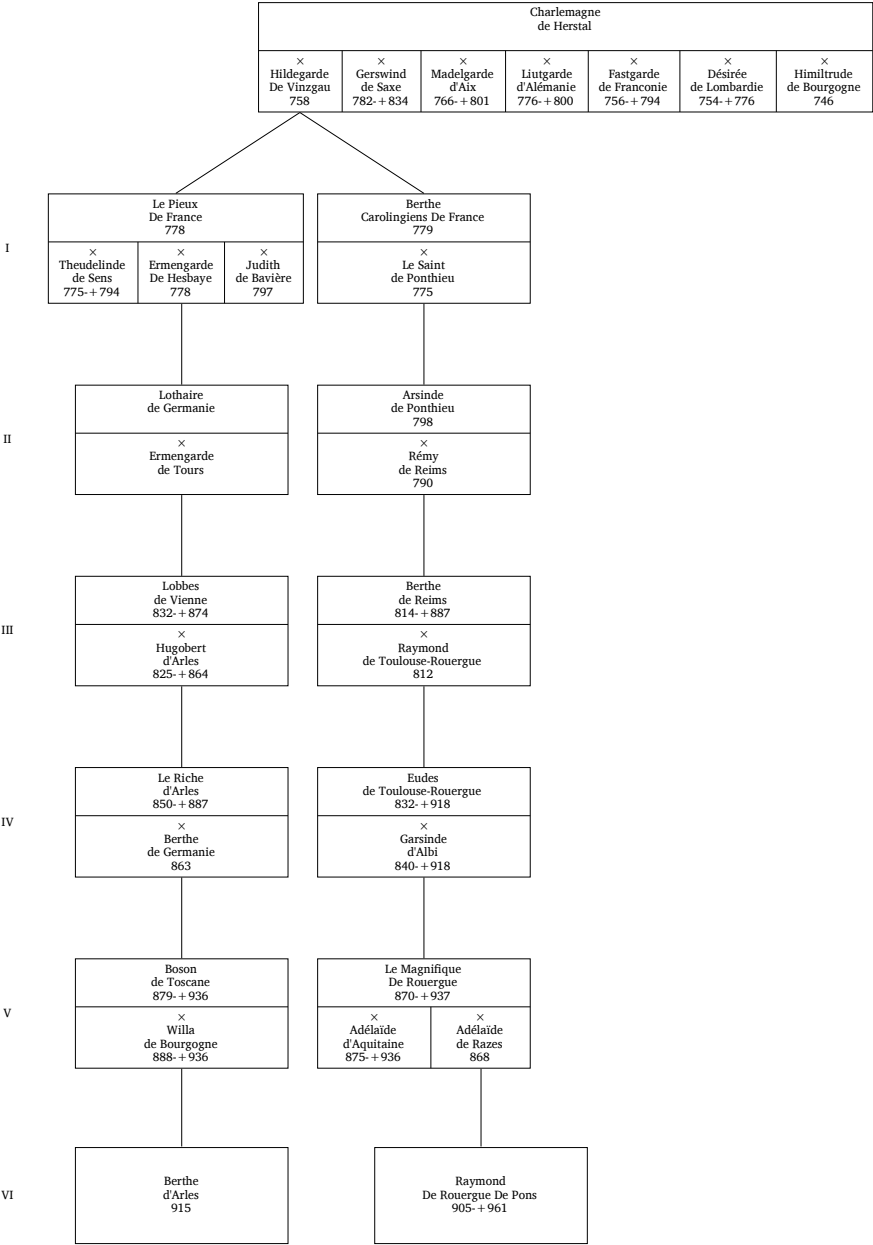 Charlemagne
de Herstal
×
Hildegarde
De Vinzgau
758
×
Gerswind
de Saxe
782-+834
×
Madelgarde
d'Aix
766-+801
×
Liutgarde
d'Alémanie
776-+800
×
Fastgarde
de Franconie
756-+794
×
Désirée
de Lombardie
754-+776
×
Himiltrude
de Bourgogne
746
I
Le Pieux
De France
778
×
Theudelinde
de Sens
775-+794
×
Ermengarde
De Hesbaye
778
×
Judith
de Bavière
797
Berthe
Carolingiens De France
779
×
Le Saint
de Ponthieu
775
II
Lothaire
de Germanie
×
Ermengarde
de Tours
Arsinde
de Ponthieu
798
×
Rémy
de Reims
790
III
Lobbes
de Vienne
832-+874
×
Hugobert
d'Arles
825-+864
Berthe
de Reims
814-+887
×
Raymond
de Toulouse-Rouergue
812
IV
Le Riche
d'Arles
850-+887
×
Berthe
de Germanie
863
Eudes
de Toulouse-Rouergue
832-+918
×
Garsinde
d'Albi
840-+918
V
Boson
de Toscane
879-+936
×
Willa
de Bourgogne
888-+936
Le Magnifique
De Rouergue
870-+937
×
Adélaïde
d'Aquitaine
875-+936
×
Adélaïde
de Razes
868
VI
Berthe
d'Arles
915
Raymond
De Rouergue De Pons
905-+961